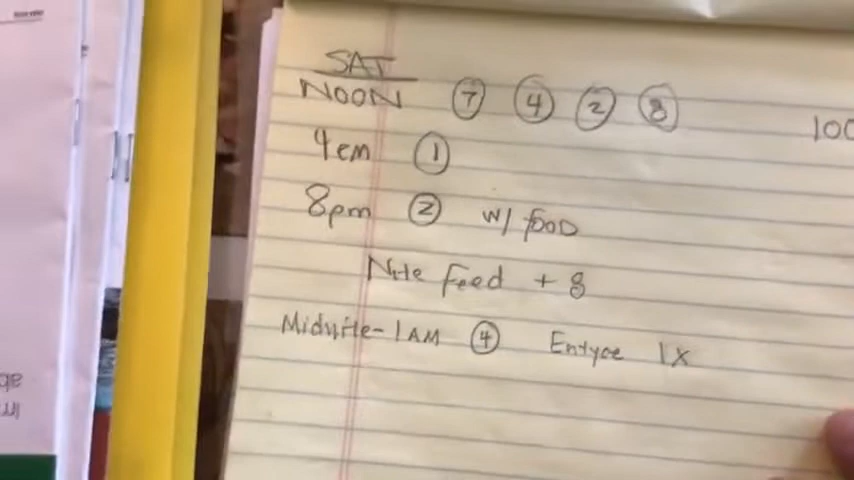 SAT
NOON 7 4 2 8 100
4pm 1
8pm 2 w/ food
Nite feed + 8
Midnite-1AM 4 Entyce 1x